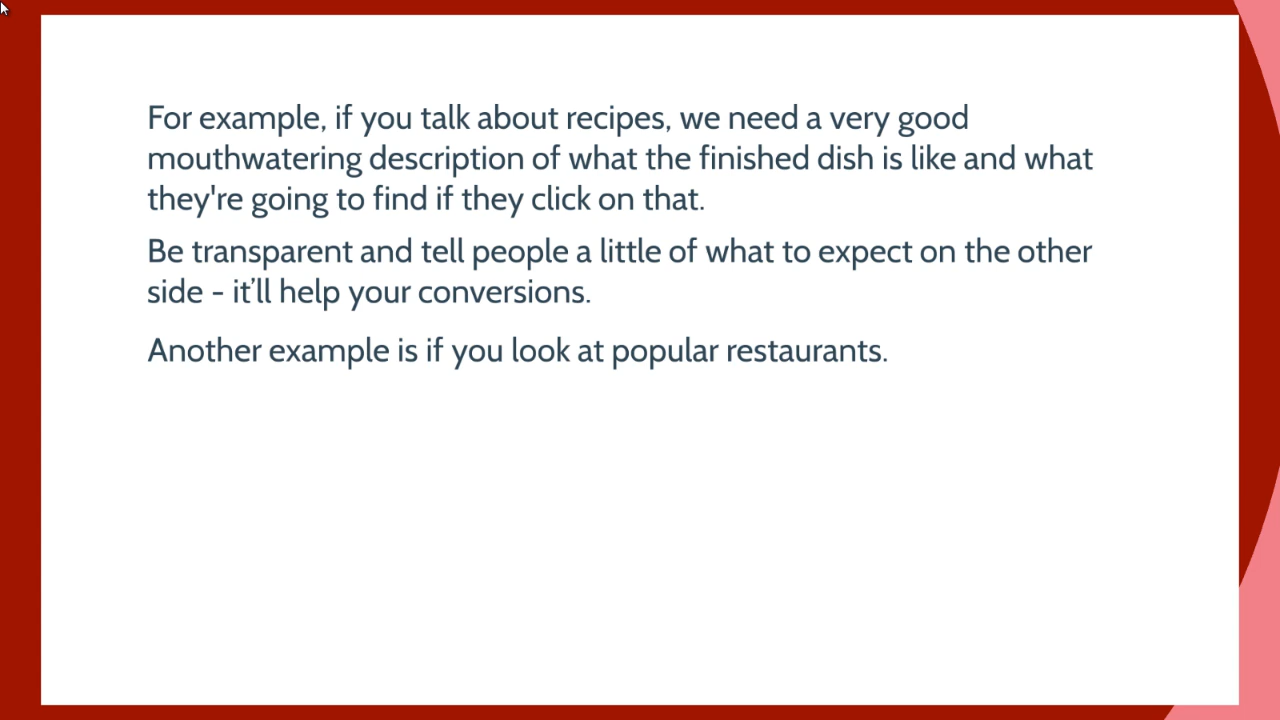 For example, if you talk about recipes, we need a very good
mouthwatering description of what the finished dish is like and what
they're going to find if they click on that.
Be transparent and tell people a little of what to expect on the other
side - it’ll help your conversions.
Another example is if you look at popular restaurants.